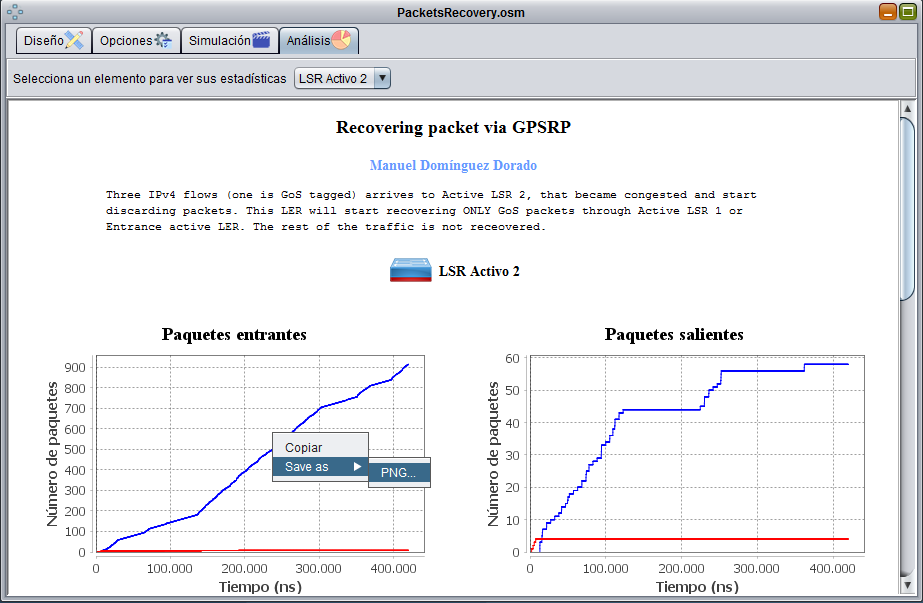 PacketsRecovery.osm
Diseño Opciones Simulación Análisis
Selecciona un elemento para ver sus estadísticas LSR Activo 2
Recovering packet via GPSRP
Manuel Domínguez Dorado
Three IPv4 flows (one is GoS tagged) arrives to Active LSR 2, that became congested and start
discarding packets. This LER will start recovering ONLY GoS packets through Active LSR 1 or
Entrance active LER. The rest of the traffic is not receovered.
LSR Activo 2
Paquetes entrantes
Número de paquetes
900
800
700
600
500
400
300
200
100
0
0 100.000 200.000 300.000 400.000
Tiempo (ns)
Copiar
Save as
PNG...
Paquetes salientes
Número de paquetes
60
50
40
30
20
10
0
0 100.000 200.000 300.000 400.000
Tiempo (ns)